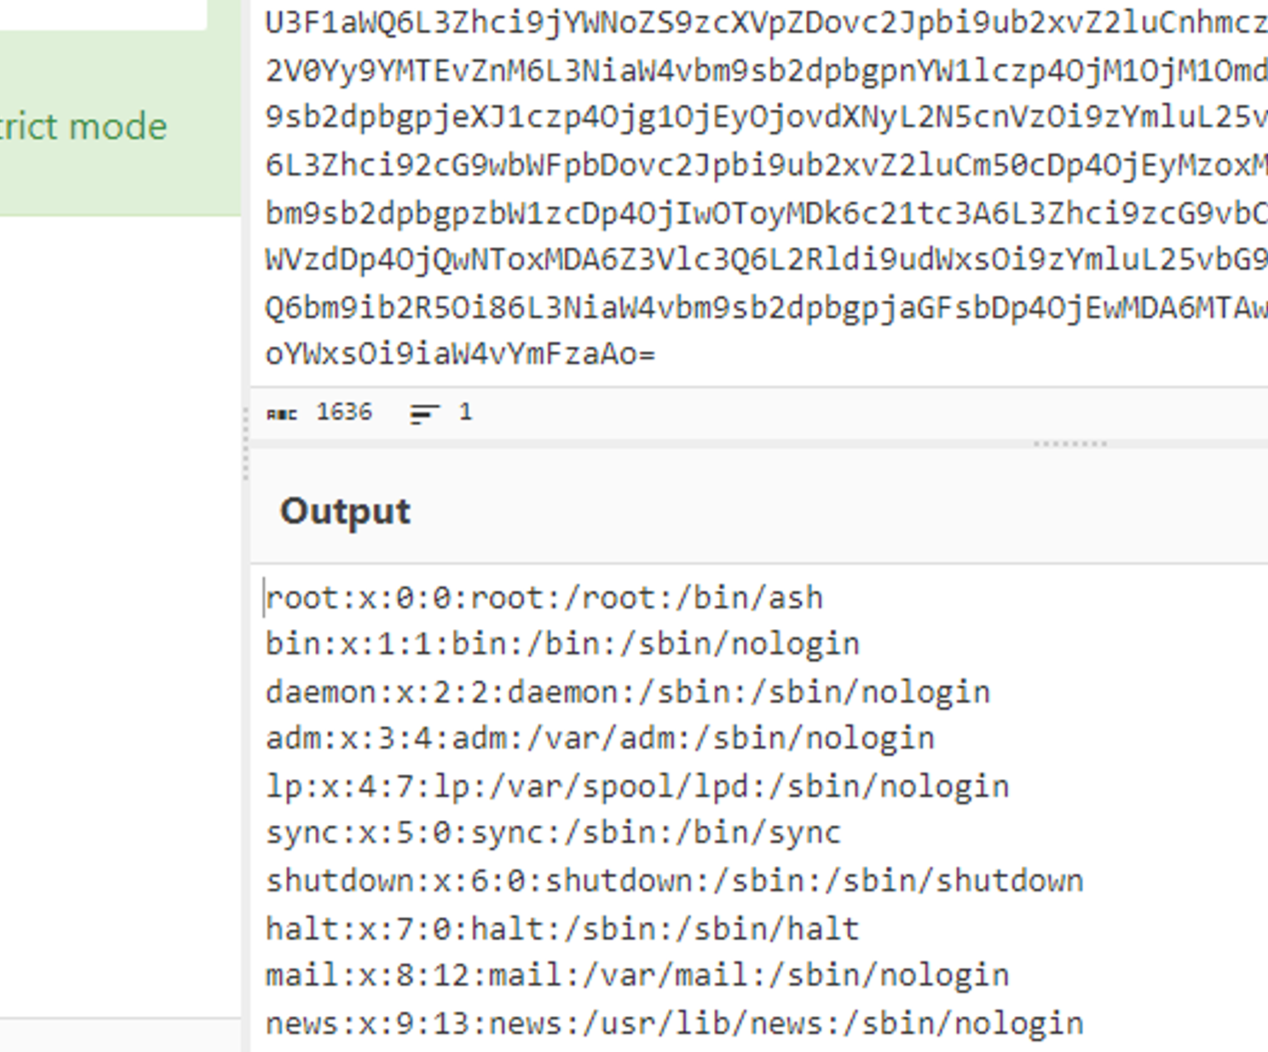 U3F1aWQ6L3Zhci9jYWNoZS9zcXVpZDovc2Jpbi9ub2xvZ2luCnhmcz
2V0Yy9YMTEvZnM6L3NiaW4vbm9sb2dpbgpnYW1lczp4OjM1OjM1Omd
trict mode
9sb2dpbgpjeXJ1czp4Ojg1OjEyOjovdXNyL2N5cnVzOi9zYmluL25v
6L3Zhci92cG9wbWFpbDovc2Jpbi9ub2xvZ2luCm50cDp4OjEyMzoxM
bm9sb2dpbgpzbW1zcDp4OjIwOToyMDk6c21tc3A6L3Zhci9zcG9vbC
WVzdDp4OjQwNToxMDA6Z3Vlc3Q6L2Rldi9udWxsOi9zYmluL25vbG9
Q6bm9ib2R5Oi86L3NiaW4vbm9sb2dpbgpjaGFsbDp4OjEwMDA6MTAw
oYWxsOi9iaW4vYmFzaAo=
ABC 1636 1
Output
root:x:0:0:root:/root:/bin/ash
bin:x:1:1:bin:/bin:/sbin/nologin
daemon:x:2:2:daemon:/sbin:/sbin/nologin
adm:x:3:4:adm:/var/adm:/sbin/nologin
lp:x:4:7:lp:/var/spool/lpd:/sbin/nologin
sync:x:5:0:sync:/sbin:/bin/sync
shutdown:x:6:0:shutdown:/sbin:/sbin/shutdown
halt:x:7:0:halt:/sbin:/sbin/halt
mail:x:8:12:mail:/var/mail:/sbin/nologin
news:x:9:13:news:/usr/lib/news:/sbin/nologin